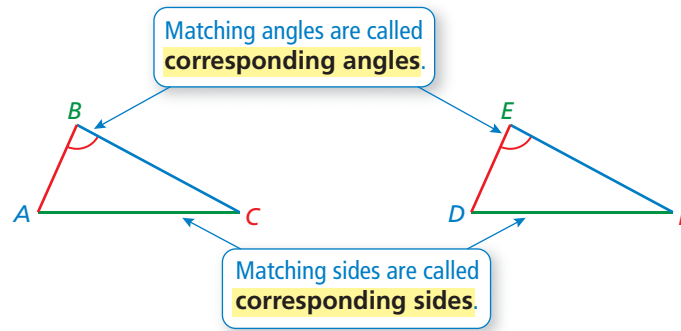 Matching angles are called
corresponding angles.
B
E
A
C
D
Matching sides are called
corresponding sides.